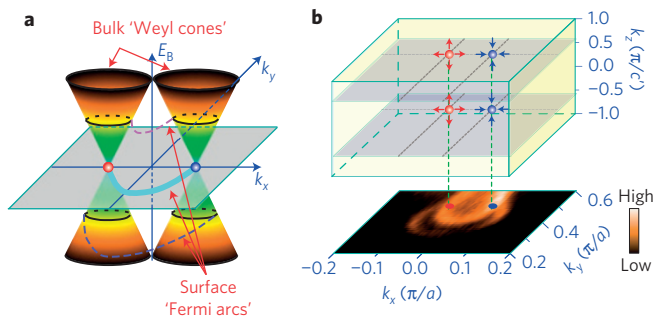 a
Bulk ‘Weyl cones’
E_B
k_y
k_x
Surface
‘Fermi arcs’
b
1.0
0.5
0.0
−0.5
−1.0
k_z (π/c′)
0.6
0.4
0.2
k_y (π/a)
−0.2
−0.1
0.0
0.1
0.2
k_x (π/a)
High
Low